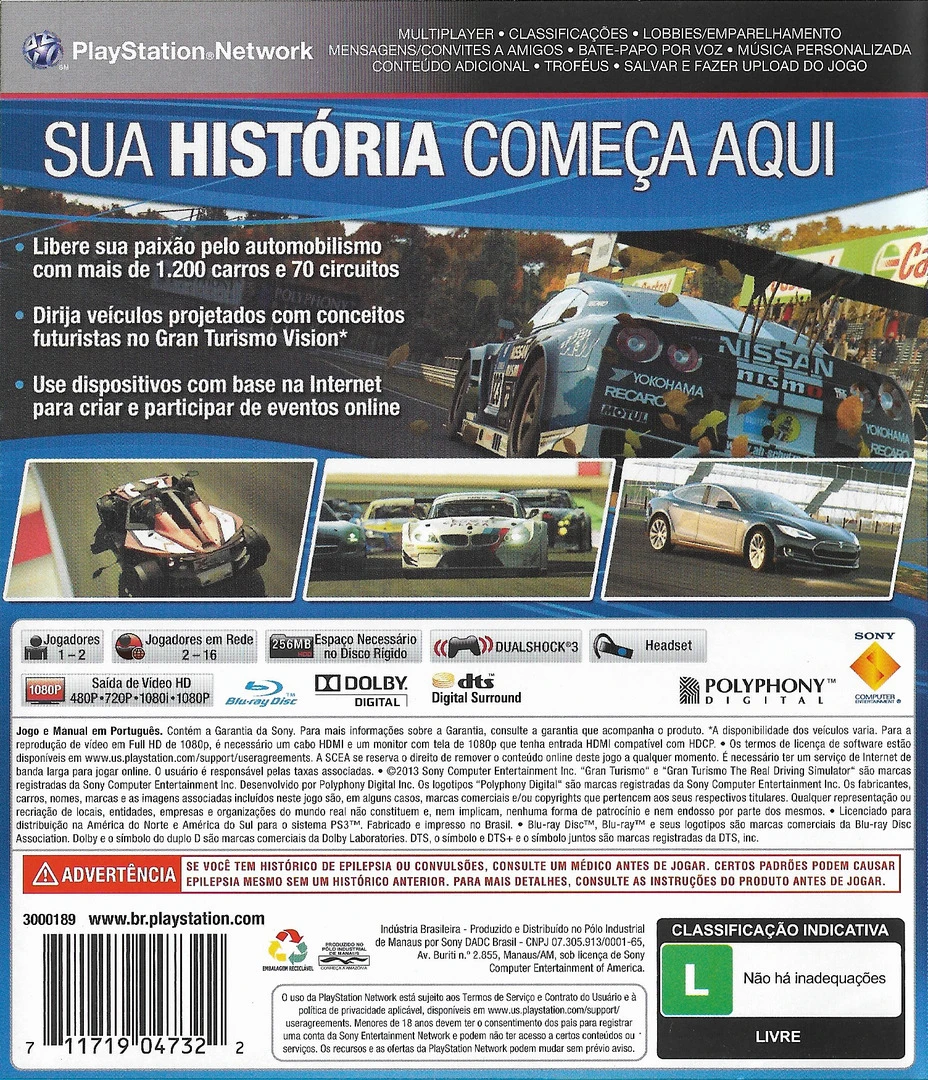 PlayStation®Network
SM
MULTIPLAYER • CLASSIFICAÇÕES • LOBBIES/EMPARELHAMENTO
MENSAGENS/CONVITES A AMIGOS • BATE-PAPO POR VOZ • MÚSICA PERSONALIZADA
CONTEÚDO ADICIONAL • TROFÉUS • SALVAR E FAZER UPLOAD DO JOGO
SUA HISTÓRIA COMEÇA AQUI
• Libere sua paixão pelo automobilismo
com mais de 1.200 carros e 70 circuitos
• Dirija veículos projetados com conceitos
futuristas no Gran Turismo Vision*
• Use dispositivos com base na Internet
para criar e participar de eventos online
POLYPHONY
Castrol
NISSAN
nismo
YOKOHAMA
RECARO
MOTUL
YOKOHAMA
RECARO
Jogadores
1 – 2
Jogadores em Rede
2 – 16
256MB
HDD
Espaço Necessário
no Disco Rígido
DUALSHOCK®3
Headset
SONY
COMPUTER
ENTERTAINMENT®
1080P
Saída de Vídeo HD
480P•720P•1080i•1080P
Blu-ray Disc™
DOLBY
DIGITAL
dts™
Digital Surround
POLYPHONY™
DIGITAL
Jogo e Manual em Português. Contém a Garantia da Sony. Para mais informações sobre a Garantia, consulte a garantia que acompanha o produto. *A disponibilidade dos veículos varia. Para a
reprodução de vídeo em Full HD de 1080p, é necessário um cabo HDMI e um monitor com tela de 1080p que tenha entrada HDMI compatível com HDCP. • Os termos de licença de software estão
disponíveis em www.us.playstation.com/support/useragreements. A SCEA se reserva o direito de remover o conteúdo online deste jogo a qualquer momento. É necessário ter um serviço de Internet de
banda larga para jogar online. O usuário é responsável pelas taxas associadas. • ©2013 Sony Computer Entertainment Inc. "Gran Turismo" e "Gran Turismo The Real Driving Simulator" são marcas
registradas da Sony Computer Entertainment Inc. Desenvolvido por Polyphony Digital Inc. Os logotipos "Polyphony Digital" são marcas registradas da Sony Computer Entertainment Inc. Os fabricantes,
carros, nomes, marcas e as imagens associadas incluídos neste jogo são, em alguns casos, marcas comerciais e/ou copyrights que pertencem aos seus respectivos titulares. Qualquer representação ou
recriação de locais, entidades, empresas e organizações do mundo real não constituem e, nem implicam, nenhuma forma de patrocínio e nem endosso por parte dos mesmos. • Licenciado para
distribuição na América do Norte e América do Sul para o sistema PS3™. Fabricado e impresso no Brasil. • Blu-ray Disc™, Blu-ray™ e seus logotipos são marcas comerciais da Blu-ray Disc
Association. Dolby e o símbolo do duplo D são marcas comerciais da Dolby Laboratories. DTS, o símbolo e DTS+ e o símbolo juntos são marcas registradas da DTS, inc.
ADVERTÊNCIA
SE VOCÊ TEM HISTÓRICO DE EPILEPSIA OU CONVULSÕES, CONSULTE UM MÉDICO ANTES DE JOGAR. CERTOS PADRÕES PODEM CAUSAR
EPILEPSIA MESMO SEM UM HISTÓRICO ANTERIOR. PARA MAIS DETALHES, CONSULTE AS INSTRUÇÕES DO PRODUTO ANTES DE JOGAR.
3000189 www.br.playstation.com
7 11719 04732 2
EMBALAGEM RECICLÁVEL
PRODUZIDO NO
PÓLO INDUSTRIAL
DE MANAUS
CONHEÇA A AMAZÔNIA
Indústria Brasileira - Produzido e Distribuído no Pólo Industrial
de Manaus por Sony DADC Brasil - CNPJ 07.305.913/0001-65,
Av. Buriti n.º 2.855, Manaus/AM, sob licença de Sony
Computer Entertainment of America.
O uso da PlayStation Network está sujeito aos Termos de Serviço e Contrato do Usuário e à
política de privacidade aplicável, disponíveis em www.us.playstation.com/support/
useragreements. Menores de 18 anos devem ter o consentimento dos pais para registrar
uma conta da Sony Entertainment Network e podem não ter acesso a certos conteúdos ou
serviços. Os recursos e as ofertas da PlayStation Network podem mudar sem prévio aviso.
CLASSIFICAÇÃO INDICATIVA
L
Não há inadequações
LIVRE